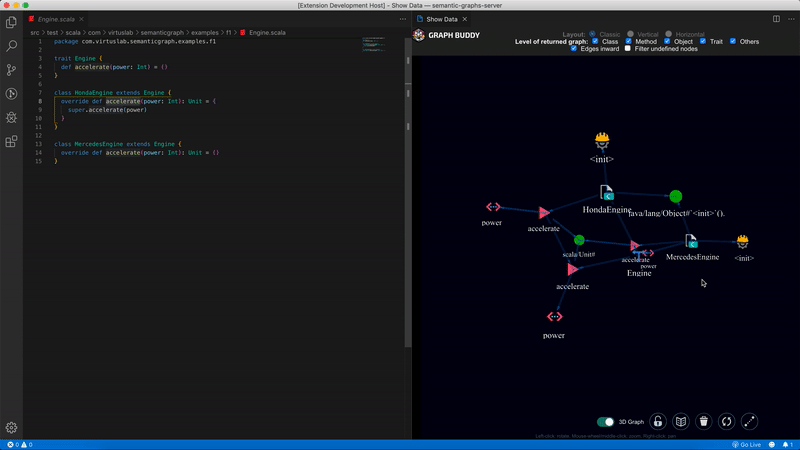 [Extension Development Host] - Show Data — semantic-graphs-server
Engine.scala
src > test > scala > com > virtuslab > semanticgraph > examples > f1 > Engine.scala
1 package com.virtuslab.semanticgraph.examples.f1
2
3 trait Engine {
4 def accelerate(power: Int) = ()
5 }
6
7 class HondaEngine extends Engine {
8 override def accelerate(power: Int): Unit = {
9 super.accelerate(power)
10 }
11 }
12
13 class MercedesEngine extends Engine {
14 override def accelerate(power: Int): Unit = ()
15 }
Show Data
GRAPH BUDDY
Layout: Classic Vertical Horizontal
Level of returned graph: Class Method Object Trait Others
Edges inward Filter undefined nodes
<init>
HondaEngine
java/lang/Object#`<init>`().
power
accelerate
scala/Unit#
accelerate
power
Engine
MercedesEngine
<init>
accelerate
power
3D Graph
Left-click: rotate, Mouse-wheel/middle-click: zoom, Right-click: pan
0 0
Go Live
1